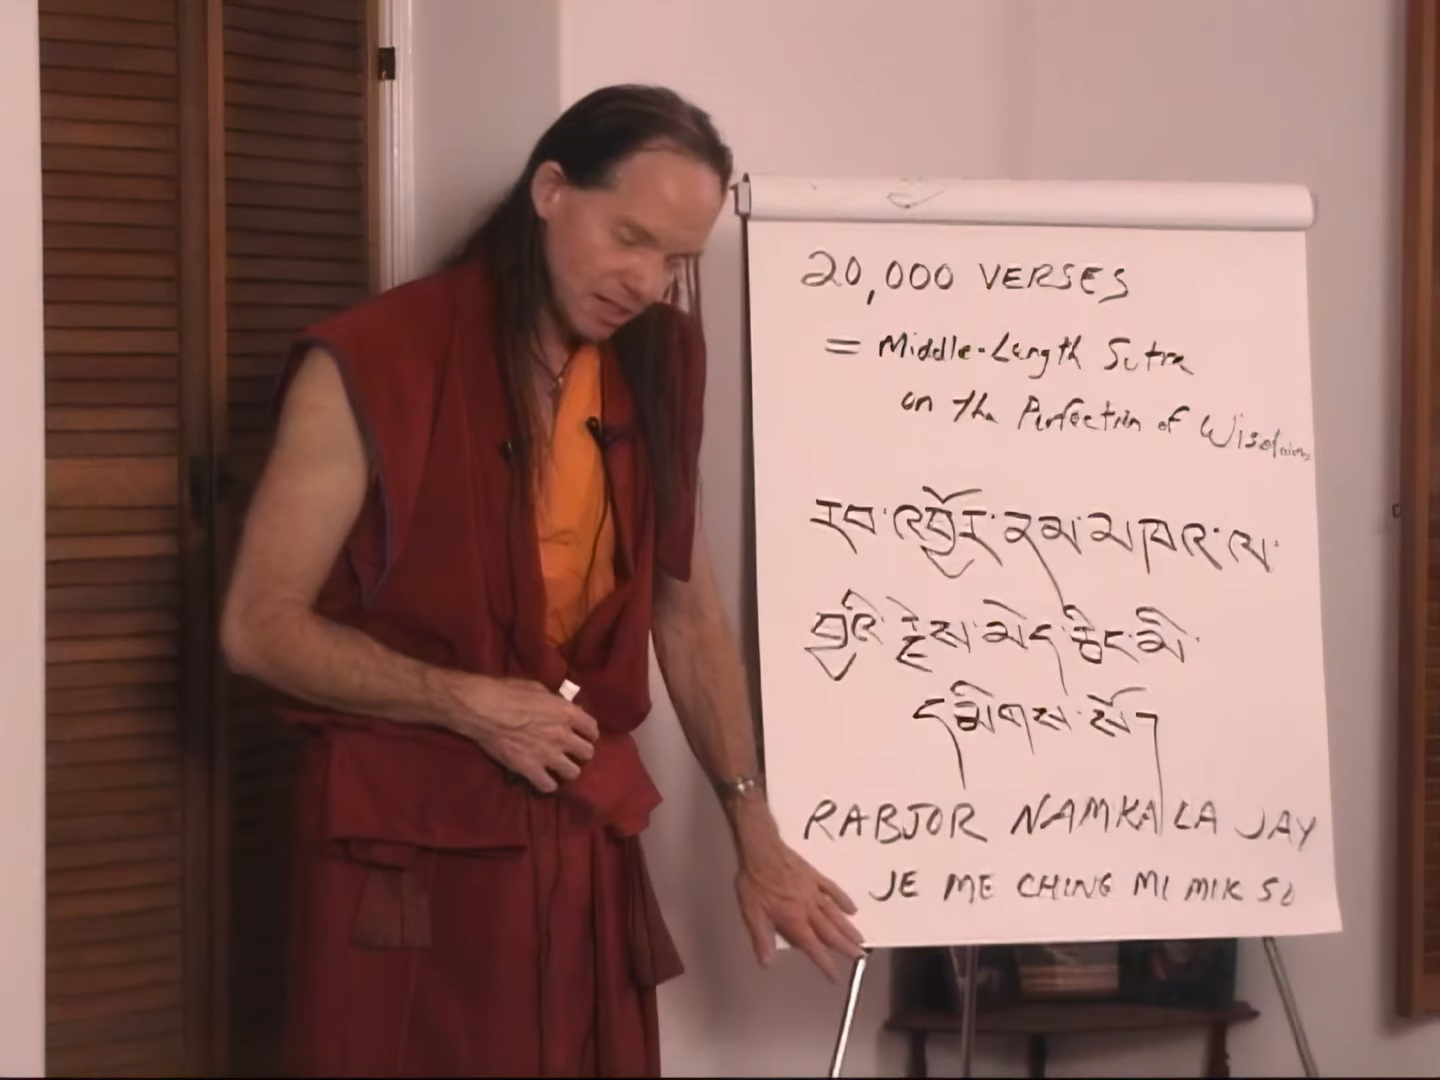 20,000 VERSES
= Middle-Length Sutra
on the Perfection of Wisdom
རབ་འབྱོར་ནམ་མཁའ་ལ་
བྱའི་རྗེས་མེད་ཅིང་མི་
དམིགས་སོ།
RABJOR NAMKA LA JAY
JE ME CHING MI MIK SO